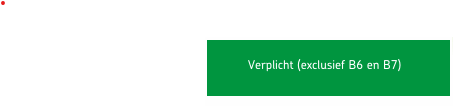 Verplicht (exclusief B6 en B7)